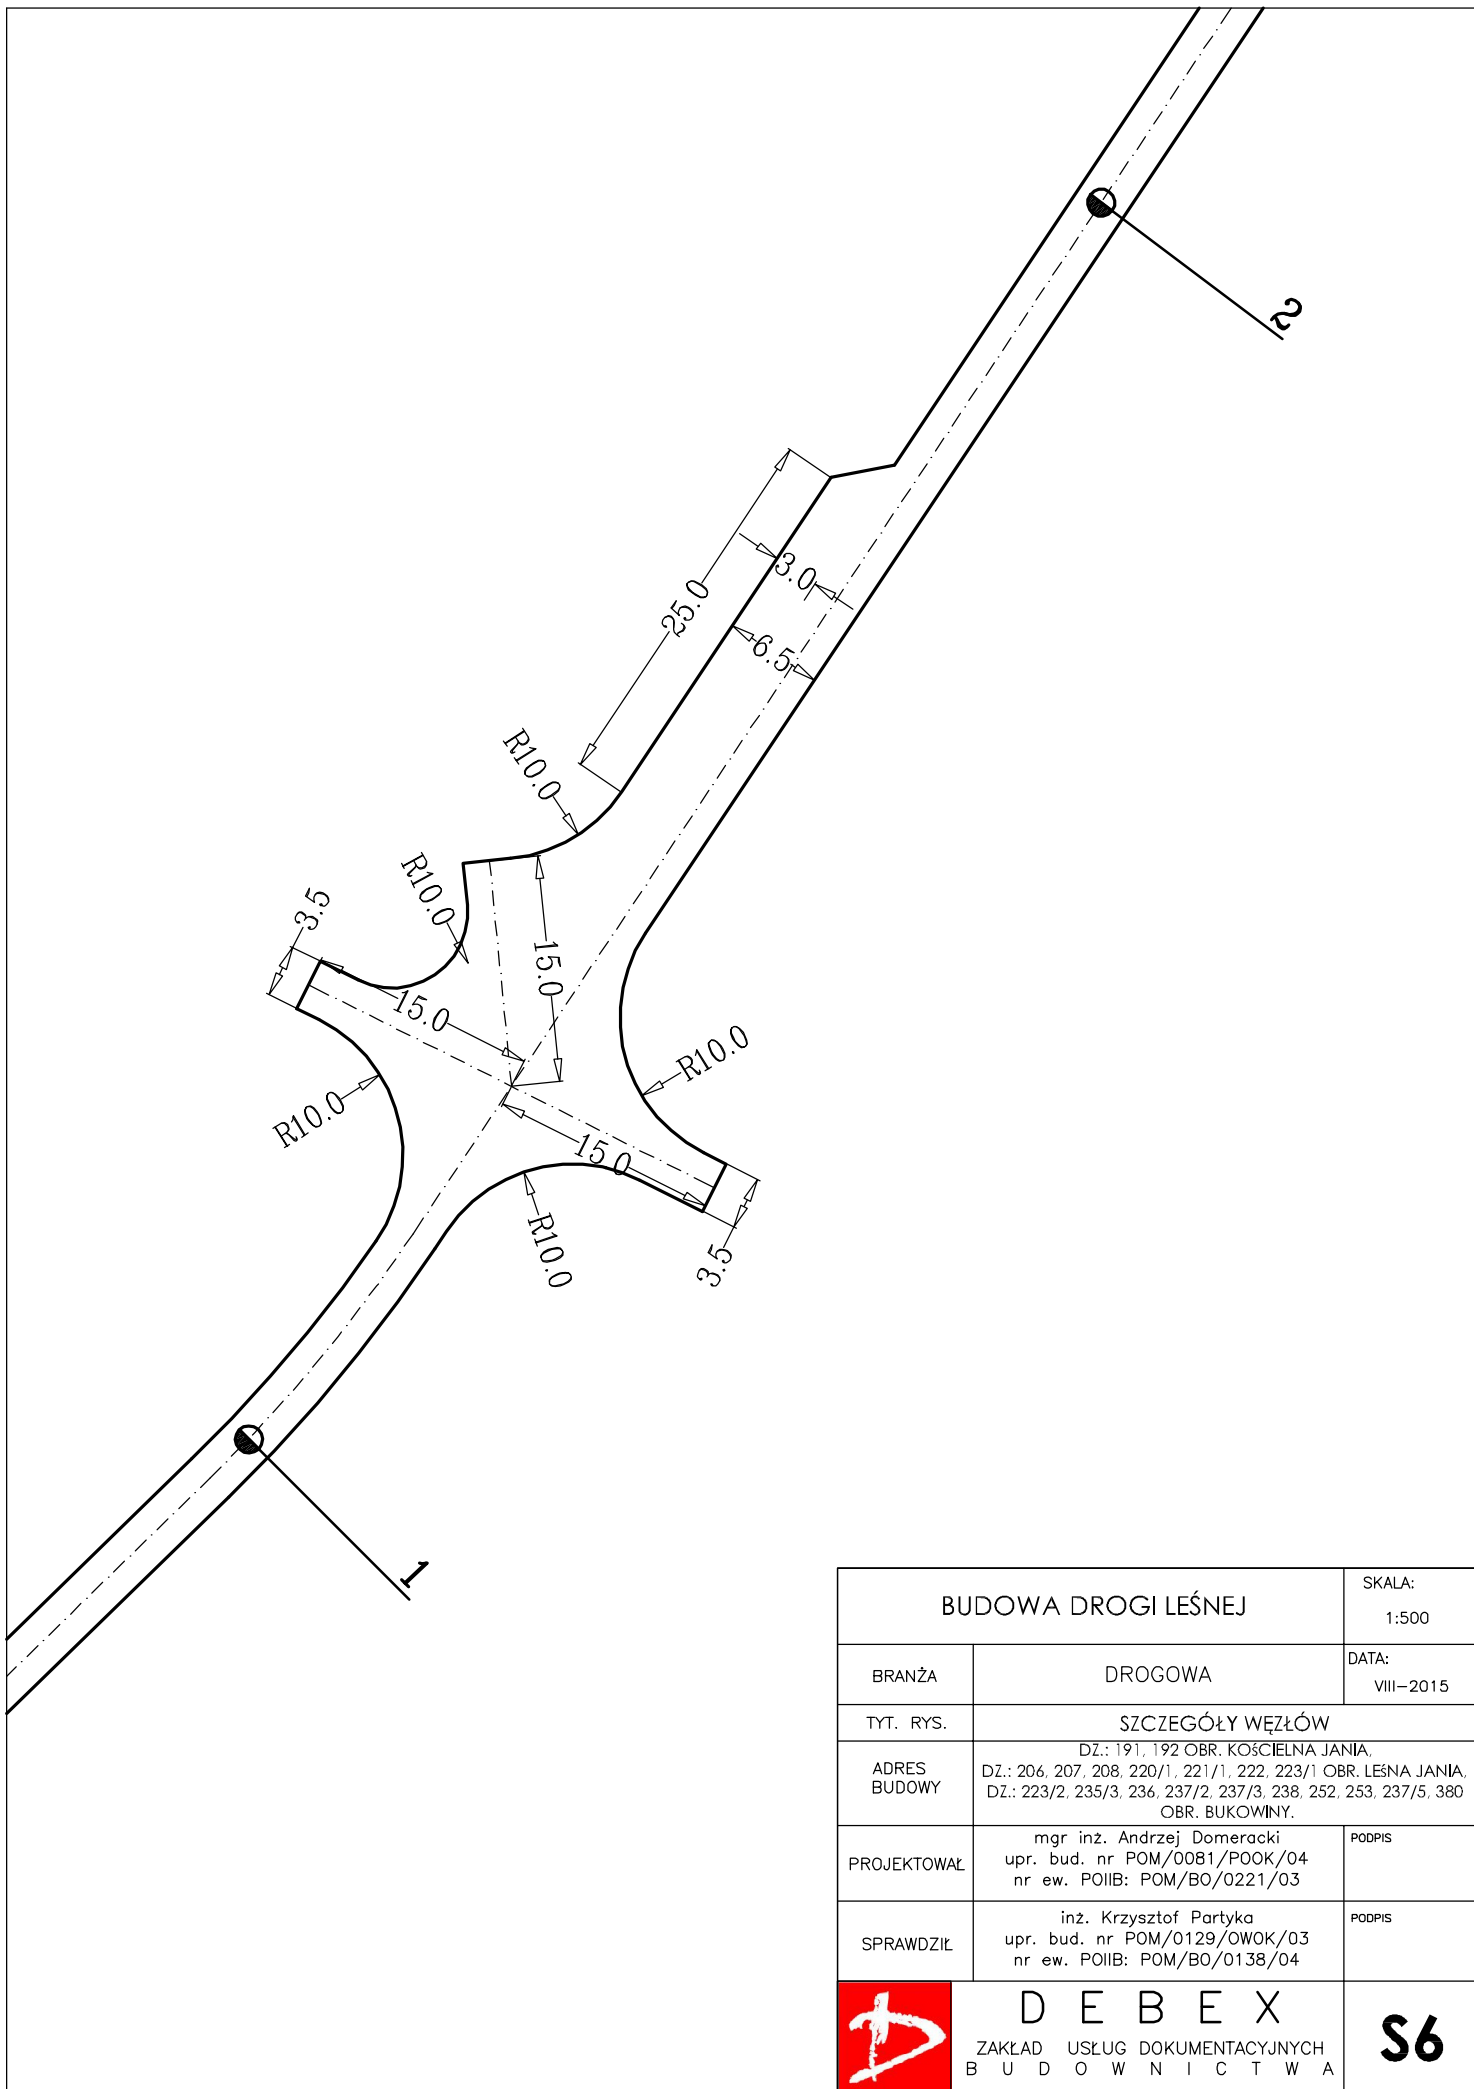 2
25.0
3.0
6.5
R10.0
R10.0
3.5
15.0
15.0
R10.0
R10.0
15.0
R10.0
3.5
1
BUDOWA DROGI LEŚNEJ
SKALA:
1:500
BRANŻA
DROGOWA
DATA:
VIII-2015
TYT. RYS.
SZCZEGÓŁY WĘZŁÓW
ADRES
BUDOWY
DZ.: 191, 192 OBR. KOŚCIELNA JANIA,
DZ.: 206, 207, 208, 220/1, 221/1, 222, 223/1 OBR. LEŚNA JANIA,
DZ.: 223/2, 235/3, 236, 237/2, 237/3, 238, 252, 253, 237/5, 380
OBR. BUKOWINY.
PROJEKTOWAŁ
mgr inż. Andrzej Domeracki
upr. bud. nr POM/0081/POOK/04
nr ew. POIIB: POM/BO/0221/03
PODPIS
SPRAWDZIŁ
inż. Krzysztof Partyka
upr. bud. nr POM/0129/OWOK/03
nr ew. POIIB: POM/BO/0138/04
PODPIS
D E B E X
ZAKŁAD USŁUG DOKUMENTACYJNYCH
B U D O W N I C T W A
S6